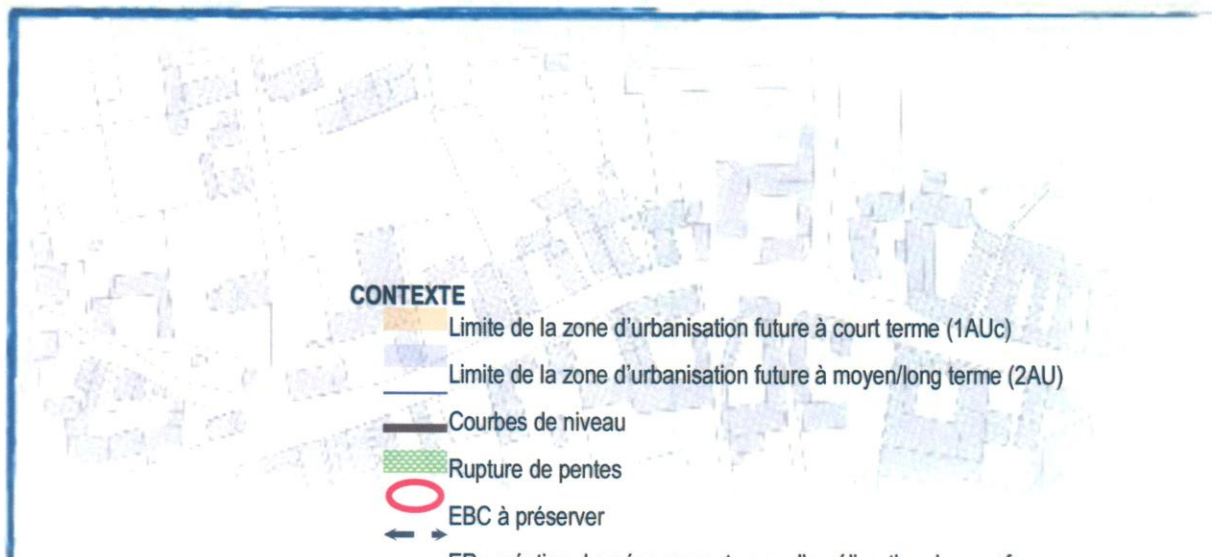 CONTEXTE
Limite de la zone d'urbanisation future à court terme (1AUc)
Limite de la zone d'urbanisation future à moyen/long terme (2AU)
Courbes de niveau
Rupture de pentes
EBC à préserver